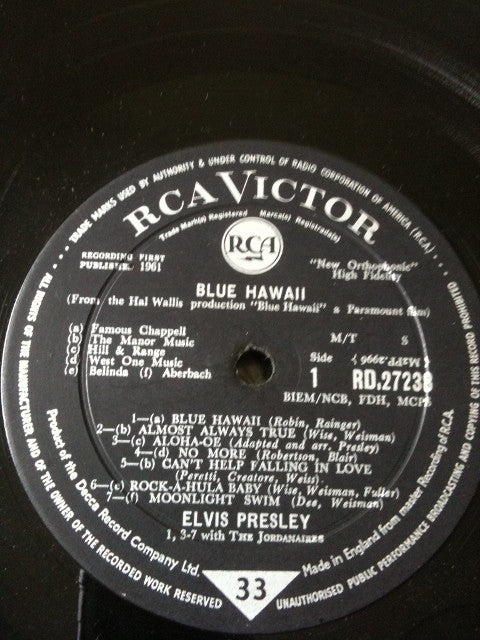 TRADE MARKS USED BY AUTHORITY & UNDER CONTROL OF RADIO CORPORATION OF AMERICA (RCA)
RCA VICTOR
Trade Mark(s) Registered Marca(s) Registrada(s)
RCA
RECORDING FIRST
PUBLISHED 1961
"New Orthophonic"
High Fidelity
BLUE HAWAII
(From the Hal Wallis production "Blue Hawaii" a Paramount film)
(a) Famous Chappell
(b) The Manor Music
(c) Hill & Range
(d) West One Music
(e) Belinda (f) Aberbach
M/T S
Side
1 RD.27238
BIEM/NCB, FDH, MCPS
1—(a) BLUE HAWAII (Robin, Rainger)
2—(b) ALMOST ALWAYS TRUE (Wise, Weisman)
3—(c) ALOHA-OE (Adapted and arr. Presley)
4—(d) NO MORE (Robertson, Blair)
5—(b) CAN'T HELP FALLING IN LOVE
(Peretti, Creatore, Weiss)
6—(e) ROCK-A-HULA BABY (Wise, Weisman, Fuller)
7—(f) MOONLIGHT SWIM (Dee, Weisman)
ELVIS PRESLEY
1, 3-7 with THE JORDANAIRES
Product of the Decca Record Company Ltd.
33
Made in England from master Recording of R.C.A.
ALL RIGHTS OF THE MANUFACTURER AND OF THE OWNER OF THE RECORDED WORK RESERVED
UNAUTHORISED PUBLIC PERFORMANCE BROADCASTING AND COPYING OF THIS RECORD PROHIBITED